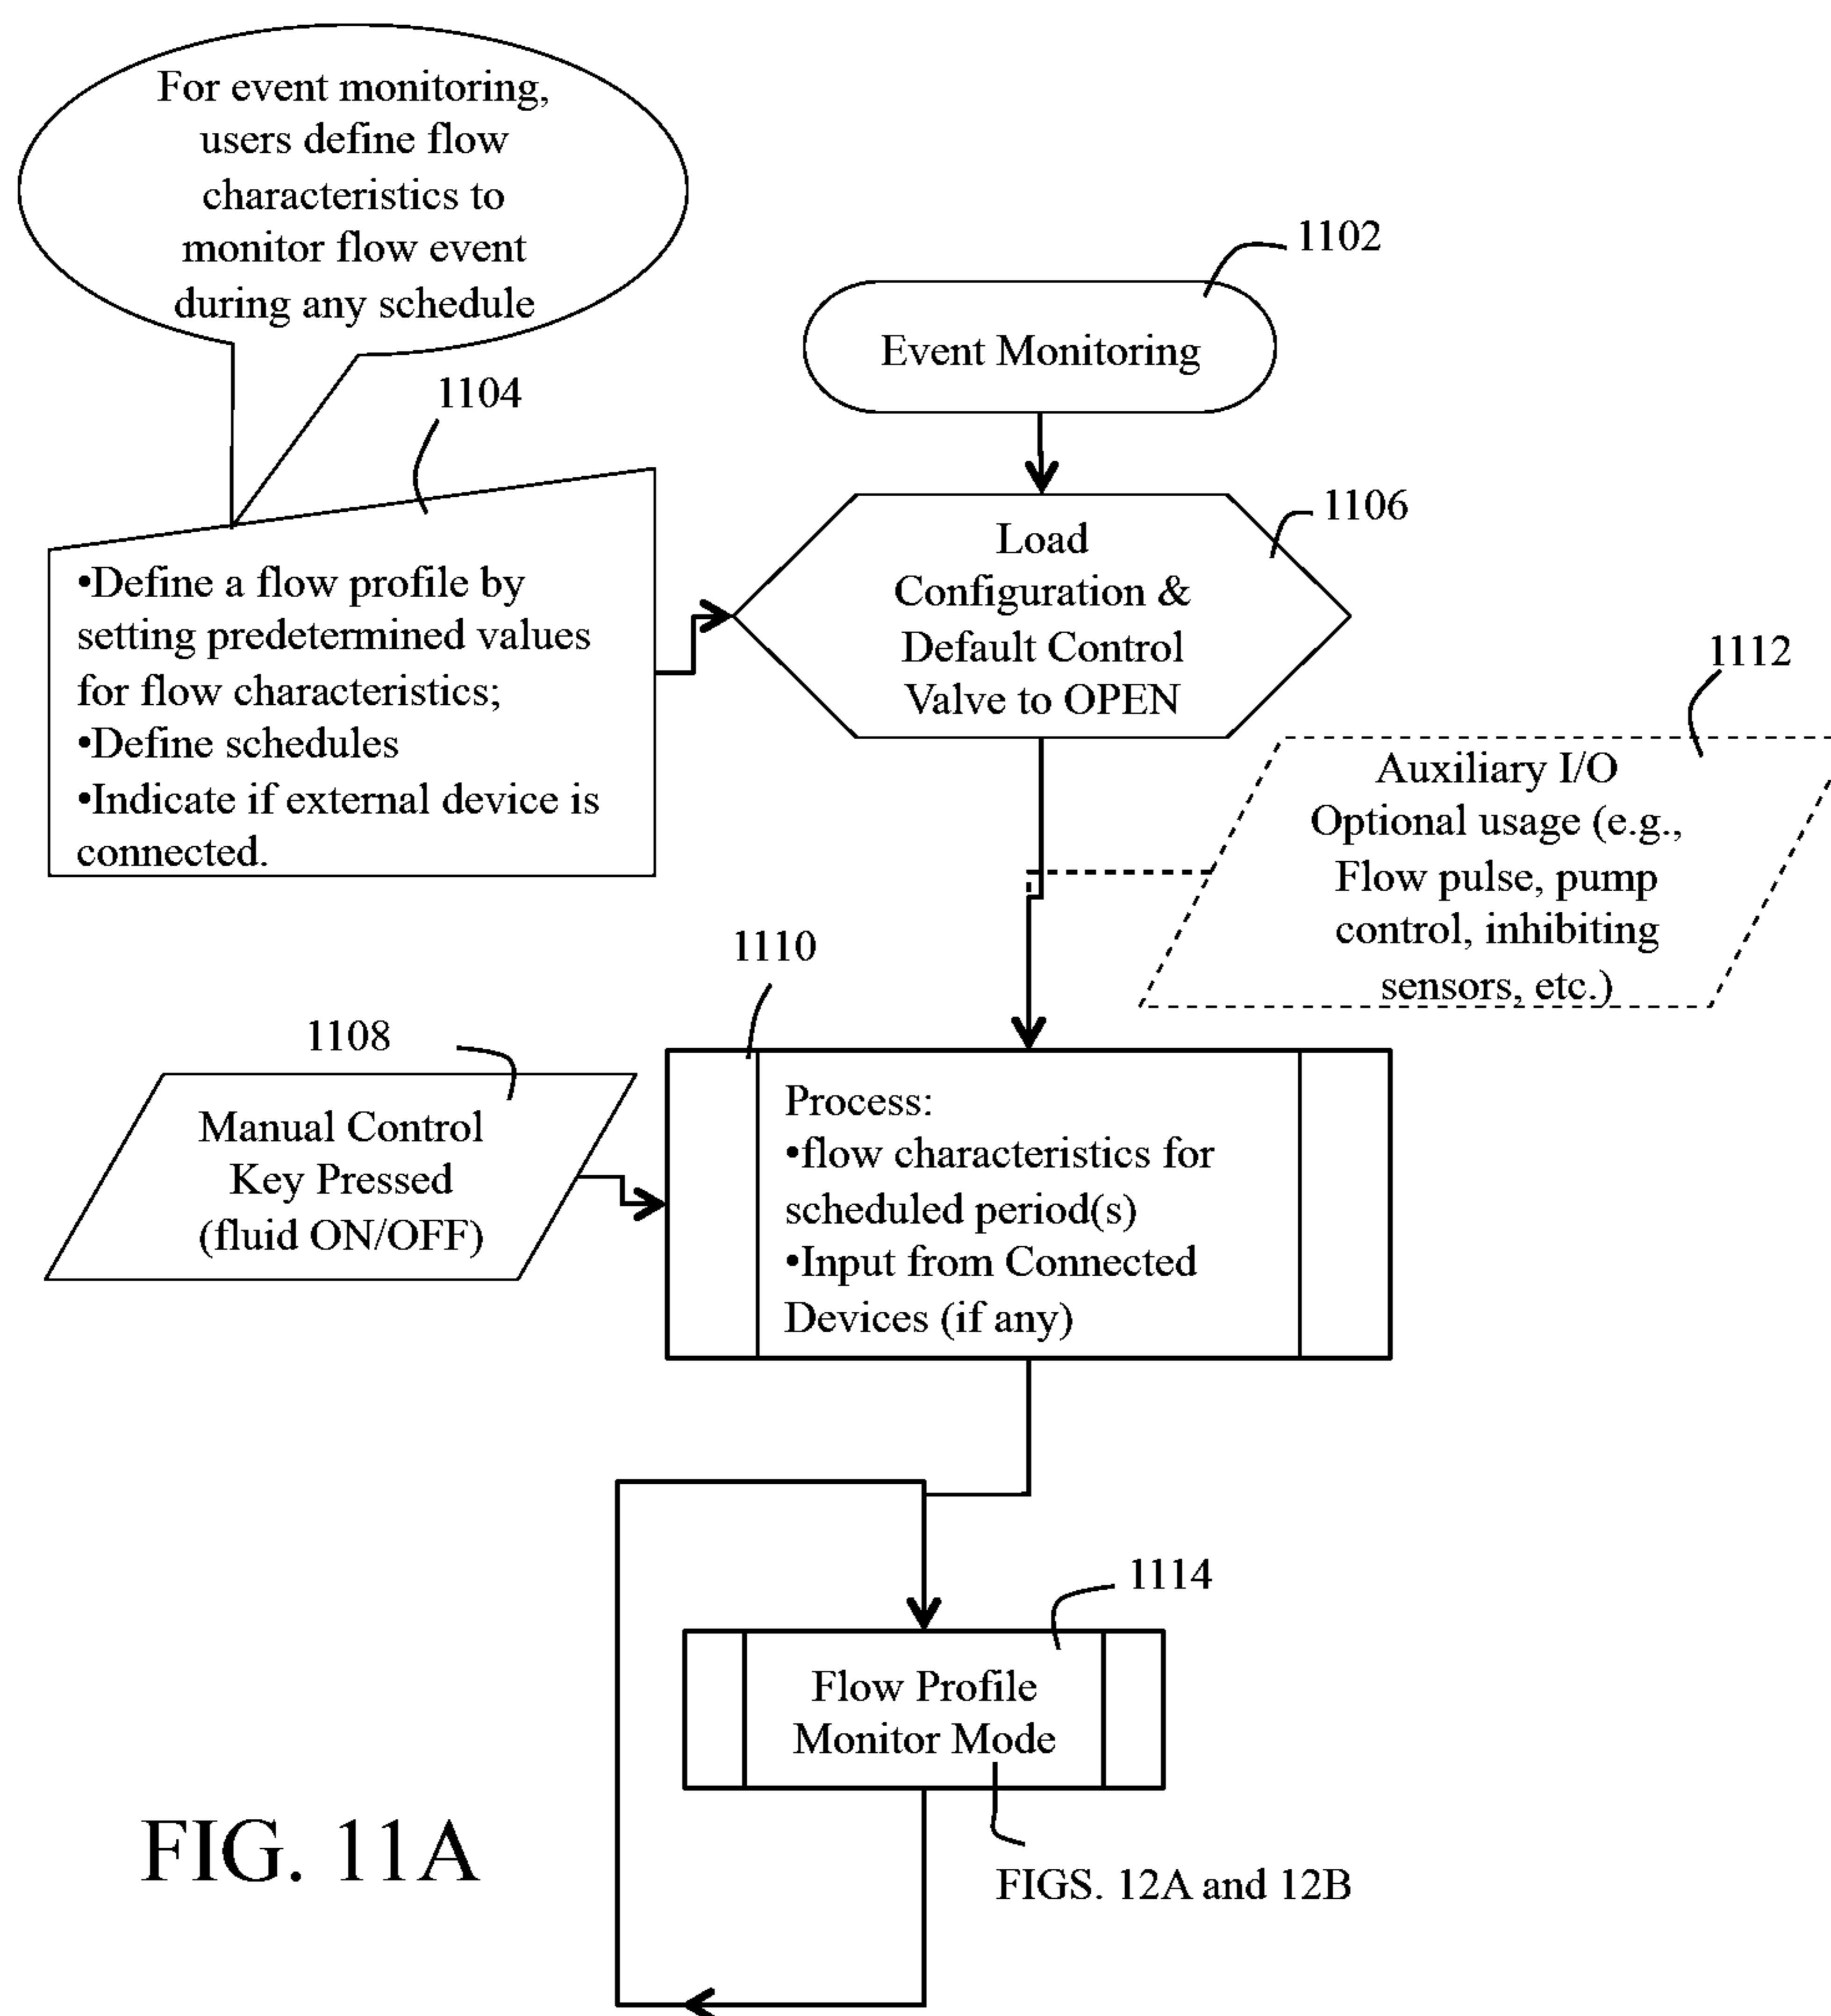 For event monitoring,
users define flow
characteristics to
monitor flow event
during any schedule
1102
Event Monitoring
1104
•Define a flow profile by
setting predetermined values
for flow characteristics;
•Define schedules
•Indicate if external device is
connected.
1106
Load
Configuration &
Default Control
Valve to OPEN
1112
Auxiliary I/O
Optional usage (e.g.,
Flow pulse, pump
control, inhibiting
sensors, etc.)
1110
1108
Manual Control
Key Pressed
(fluid ON/OFF)
Process:
•flow characteristics for
scheduled period(s)
•Input from Connected
Devices (if any)
1114
Flow Profile
Monitor Mode
FIGS. 12A and 12B
FIG. 11A